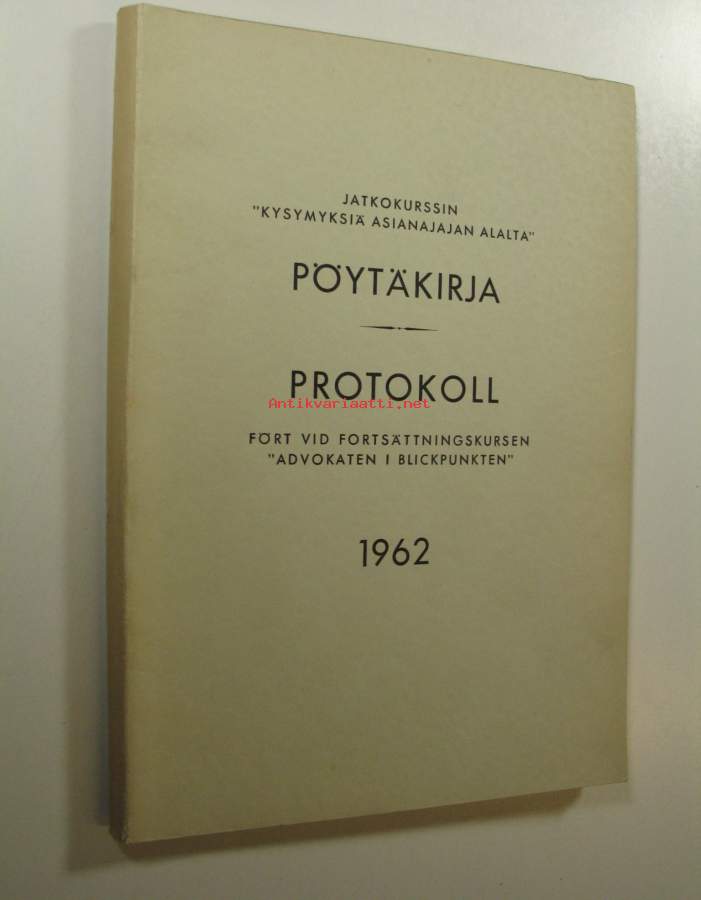 JATKOKURSSIN
"KYSYMYKSIÄ ASIANAJAJAN ALALTA"
PÖYTÄKIRJA
PROTOKOLL
Antikvariaatti.net
FÖRT VID FORTSÄTTNINGSKURSEN
"ADVOKATEN I BLICKPUNKTEN"
1962